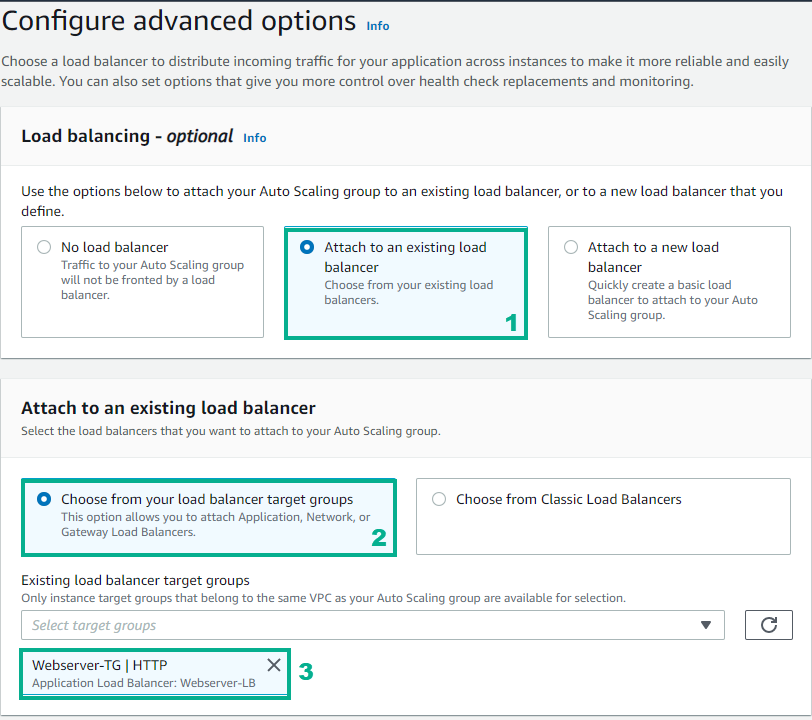 Configure advanced options Info
Choose a load balancer to distribute incoming traffic for your application across instances to make it more reliable and easily
scalable. You can also set options that give you more control over health check replacements and monitoring.
Load balancing - optional Info
Use the options below to attach your Auto Scaling group to an existing load balancer, or to a new load balancer that you
define.
No load balancer
Traffic to your Auto Scaling group
will not be fronted by a load
balancer.
Attach to an existing load
balancer
Choose from your existing load
balancers.
1
Attach to a new load
balancer
Quickly create a basic load
balancer to attach to your Auto
Scaling group.
Attach to an existing load balancer
Select the load balancers that you want to attach to your Auto Scaling group.
Choose from your load balancer target groups
This option allows you to attach Application, Network, or
Gateway Load Balancers.
2
Choose from Classic Load Balancers
Existing load balancer target groups
Only instance target groups that belong to the same VPC as your Auto Scaling group are available for selection.
Select target groups
Webserver-TG | HTTP
Application Load Balancer: Webserver-LB
3